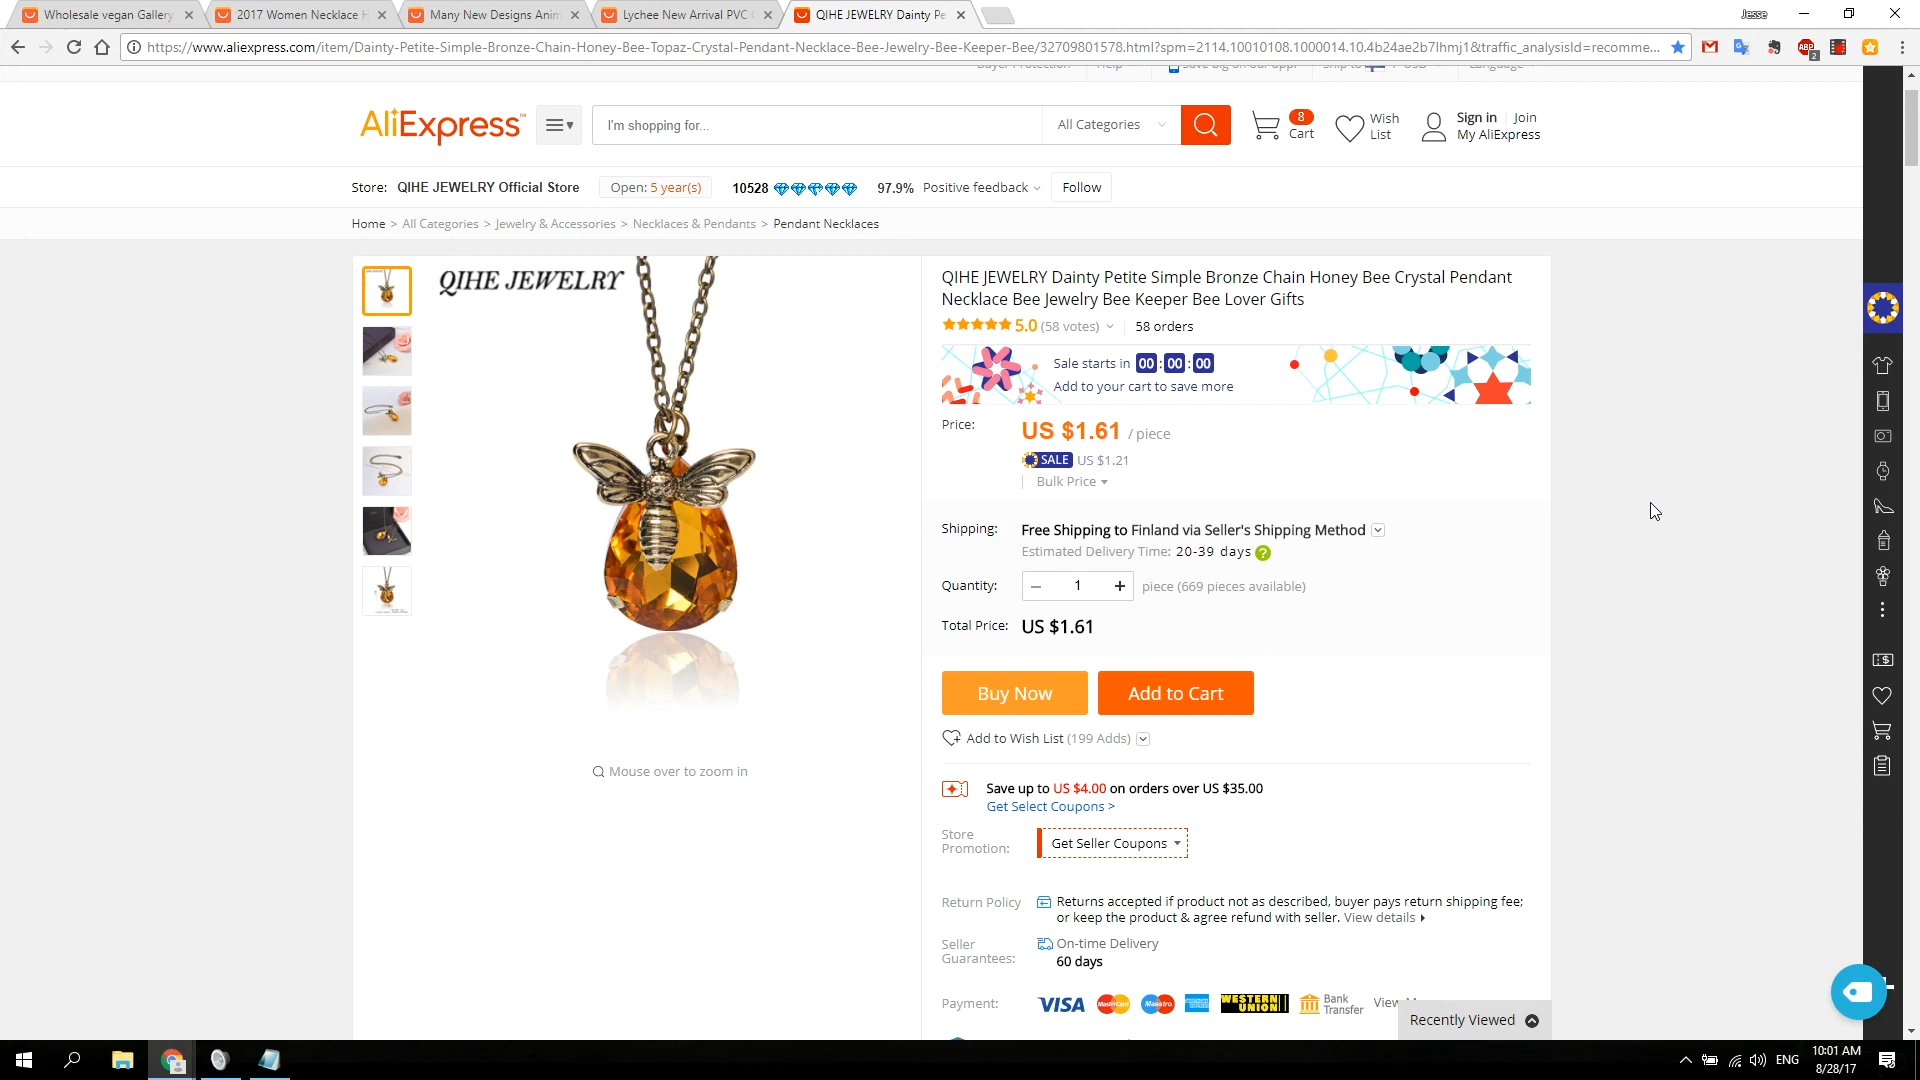 Wholesale vegan Gallery
2017 Women Necklace H
Many New Designs Anim
Lychee New Arrival PVC
QIHE JEWELRY Dainty Pe
Jesse
https://www.aliexpress.com/item/Dainty-Petite-Simple-Bronze-Chain-Honey-Bee-Topaz-Crystal-Pendant-Necklace-Bee-Jewelry-Bee-Keeper-Bee/32709801578.html?spm=2114.10010108.1000014.10.4b24ae2b7lhmj1&traffic_analysisId=recomme...
ABP
2
AliExpress™
I'm shopping for...
All Categories
8
Cart
Wish
List
Sign in | Join
My AliExpress
Store: QIHE JEWELRY Official Store
Open: 5 year(s)
10528
97.9% Positive feedback
Follow
Home > All Categories > Jewelry & Accessories > Necklaces & Pendants > Pendant Necklaces
QIHE JEWELRY
QIHE JEWELRY Dainty Petite Simple Bronze Chain Honey Bee Crystal Pendant
Necklace Bee Jewelry Bee Keeper Bee Lover Gifts
5.0 (58 votes)
58 orders
Sale starts in 00 : 00 : 00
Add to your cart to save more
Price:
US $1.61 / piece
SALE US $1.21
Bulk Price
Shipping:
Free Shipping to Finland via Seller's Shipping Method
Estimated Delivery Time: 20-39 days ?
Quantity:
− 1 +
piece (669 pieces available)
Total Price:
US $1.61
Buy Now
Add to Cart
Add to Wish List (199 Adds)
Mouse over to zoom in
Save up to US $4.00 on orders over US $35.00
Get Select Coupons >
Store
Promotion:
Get Seller Coupons
Return Policy
Returns accepted if product not as described, buyer pays return shipping fee;
or keep the product & agree refund with seller. View details
Seller
Guarantees:
On-time Delivery
60 days
Payment:
VISA
MasterCard
Maestro
WESTERN
UNION
Bank
Transfer
View
Recently Viewed
ENG
10:01 AM
8/28/17